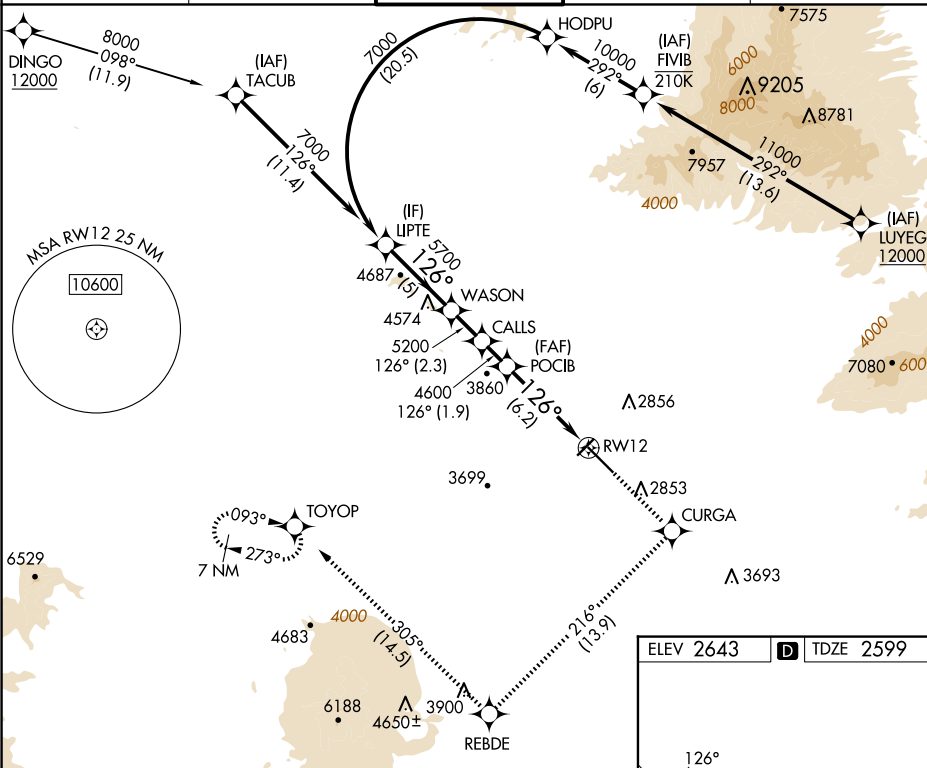 7575
HODPU
DINGO
12000
8000
098°
(11.9)
(IAF)
TACUB
7000
(20.5)
10000
292°
(6)
(IAF)
FIVIB
210K
6000
9205
8000
8781
7957
11000
292°
(13.6)
4000
(IAF)
LUYEG
12000
7000
126°
(11.4)
(IF)
LIPTE
MSA RW12 25 NM
10600
5700
126°
(5)
4687
4574
WASON
CALLS
5200
126° (2.3)
(FAF)
POCIB
4600
126° (1.9)
3860
126°
(6.2)
4000
7080
600
2856
RW12
3699
2853
CURGA
093°
TOYOP
273°
7 NM
6529
3693
4000
305°
(14.5)
216°
(13.9)
4683
6188
4650±
3900
REBDE
ELEV 2643
D
TDZE 2599
126°